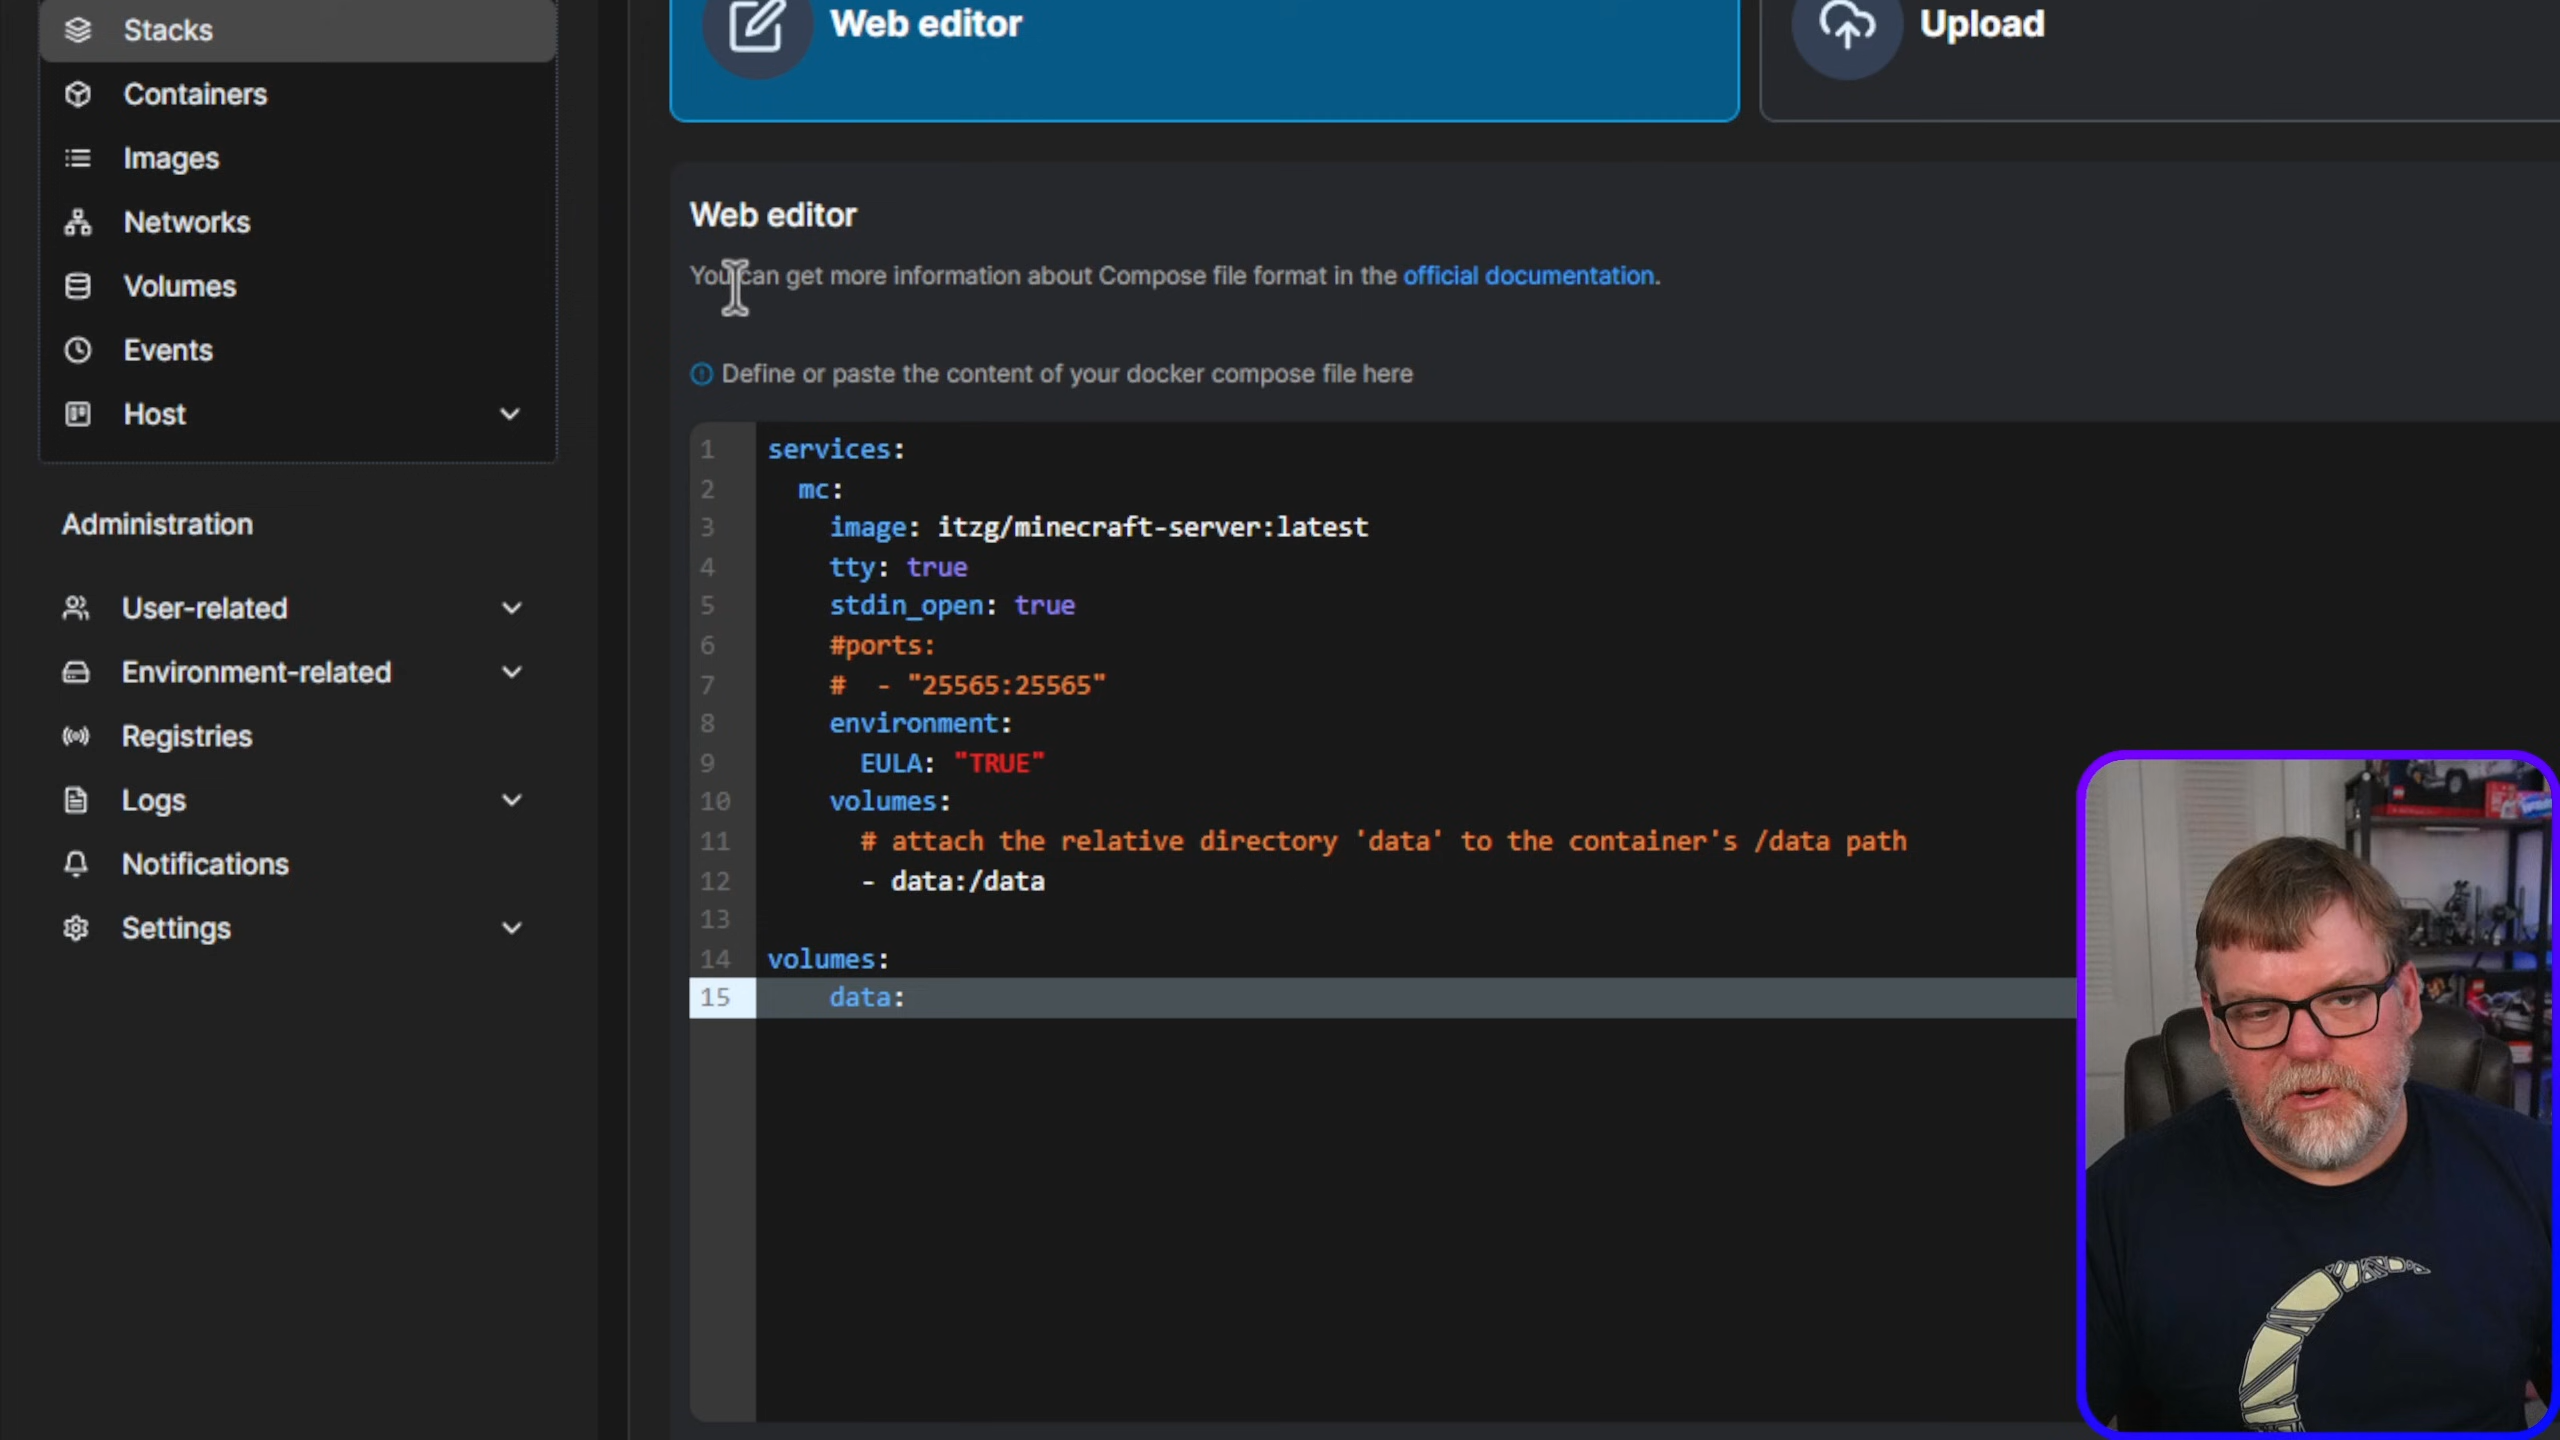 Stacks
Containers
Images
Networks
Volumes
Events
Host
Administration
User-related
Environment-related
Registries
Logs
Notifications
Settings
Web editor
Upload
Web editor
You can get more information about Compose file format in the official documentation.
Define or paste the content of your docker compose file here
1 services:
2   mc:
3     image: itzg/minecraft-server:latest
4     tty: true
5     stdin_open: true
6     #ports:
7     #  - "25565:25565"
8     environment:
9       EULA: "TRUE"
10     volumes:
11       # attach the relative directory 'data' to the container's /data path
12       - data:/data
13
14 volumes:
15     data: